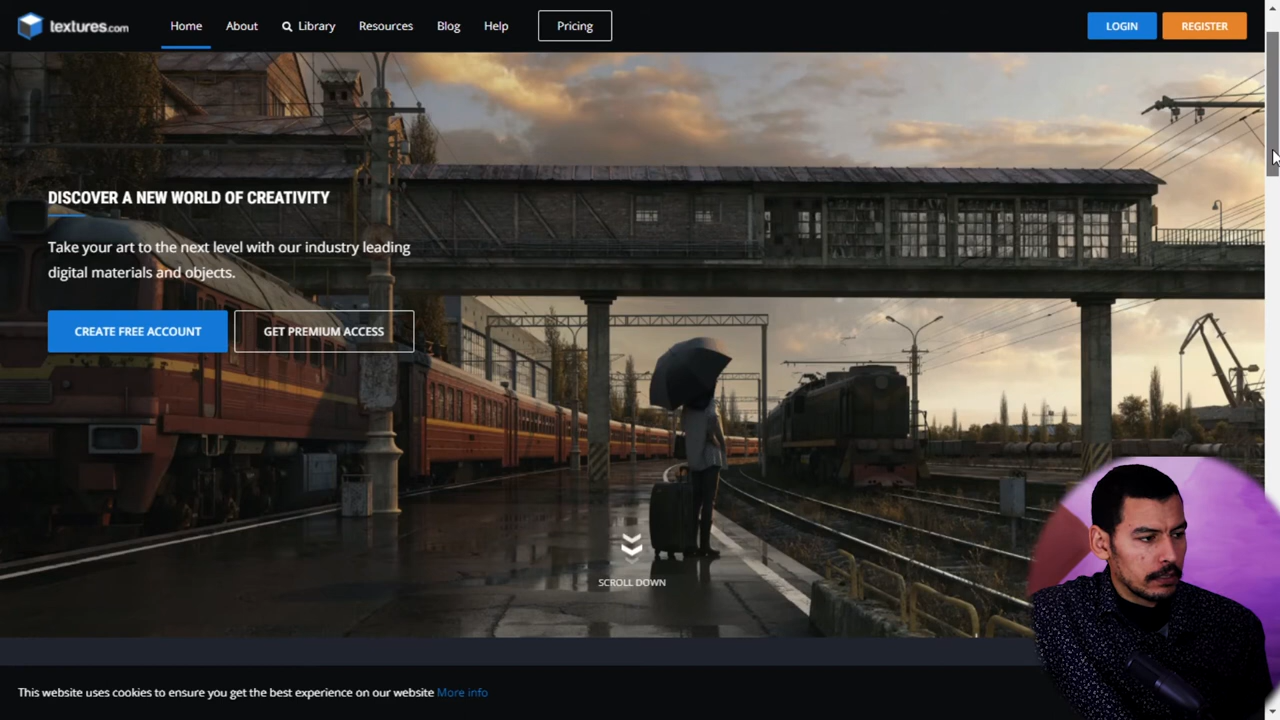 textures.com
Home
About
Library
Resources
Blog
Help
Pricing
LOGIN
REGISTER
DISCOVER A NEW WORLD OF CREATIVITY
Take your art to the next level with our industry leading
digital materials and objects.
CREATE FREE ACCOUNT
GET PREMIUM ACCESS
SCROLL DOWN
This website uses cookies to ensure you get the best experience on our website More info